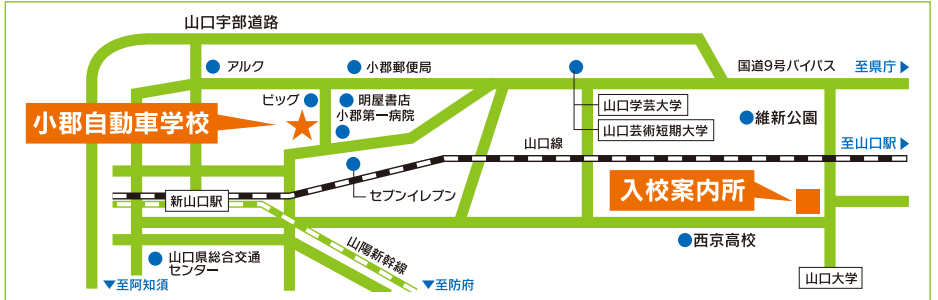 山口宇部道路
アルク
小郡郵便局
国道9号バイパス
至県庁
ビッグ
明屋書店
小郡第一病院
小郡自動車学校
山口学芸大学
山口芸術短期大学
維新公園
山口線
至山口駅
入校案内所
セブンイレブン
新山口駅
西京高校
山陽新幹線
山口県総合交通
センター
山口大学
至阿知須
至防府